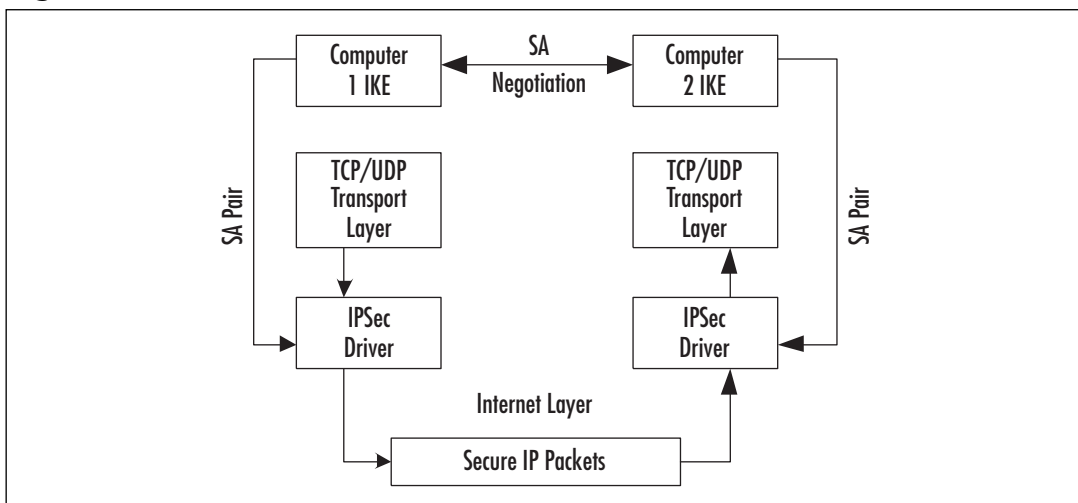 Computer
1 IKE
SA
Negotiation
Computer
2 IKE
SA Pair
TCP/UDP
Transport
Layer
TCP/UDP
Transport
Layer
SA Pair
IPSec
Driver
IPSec
Driver
Internet Layer
Secure IP Packets